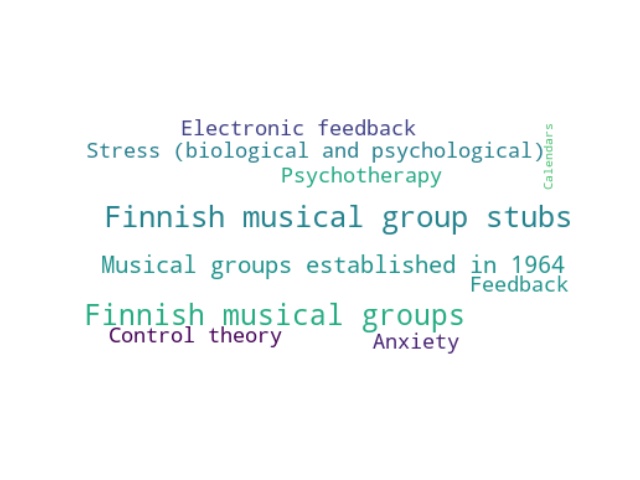 Electronic feedback
Calendars
Stress (biological and psychological)
Psychotherapy
Finnish musical group stubs
Musical groups established in 1964
Feedback
Finnish musical groups
Control theory
Anxiety